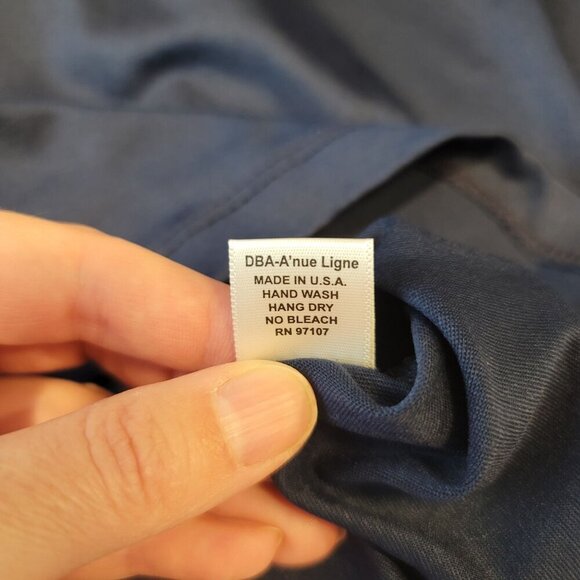 DBA-A'nue Ligne
MADE IN U.S.A.
HAND WASH
HANG DRY
NO BLEACH
RN 97107